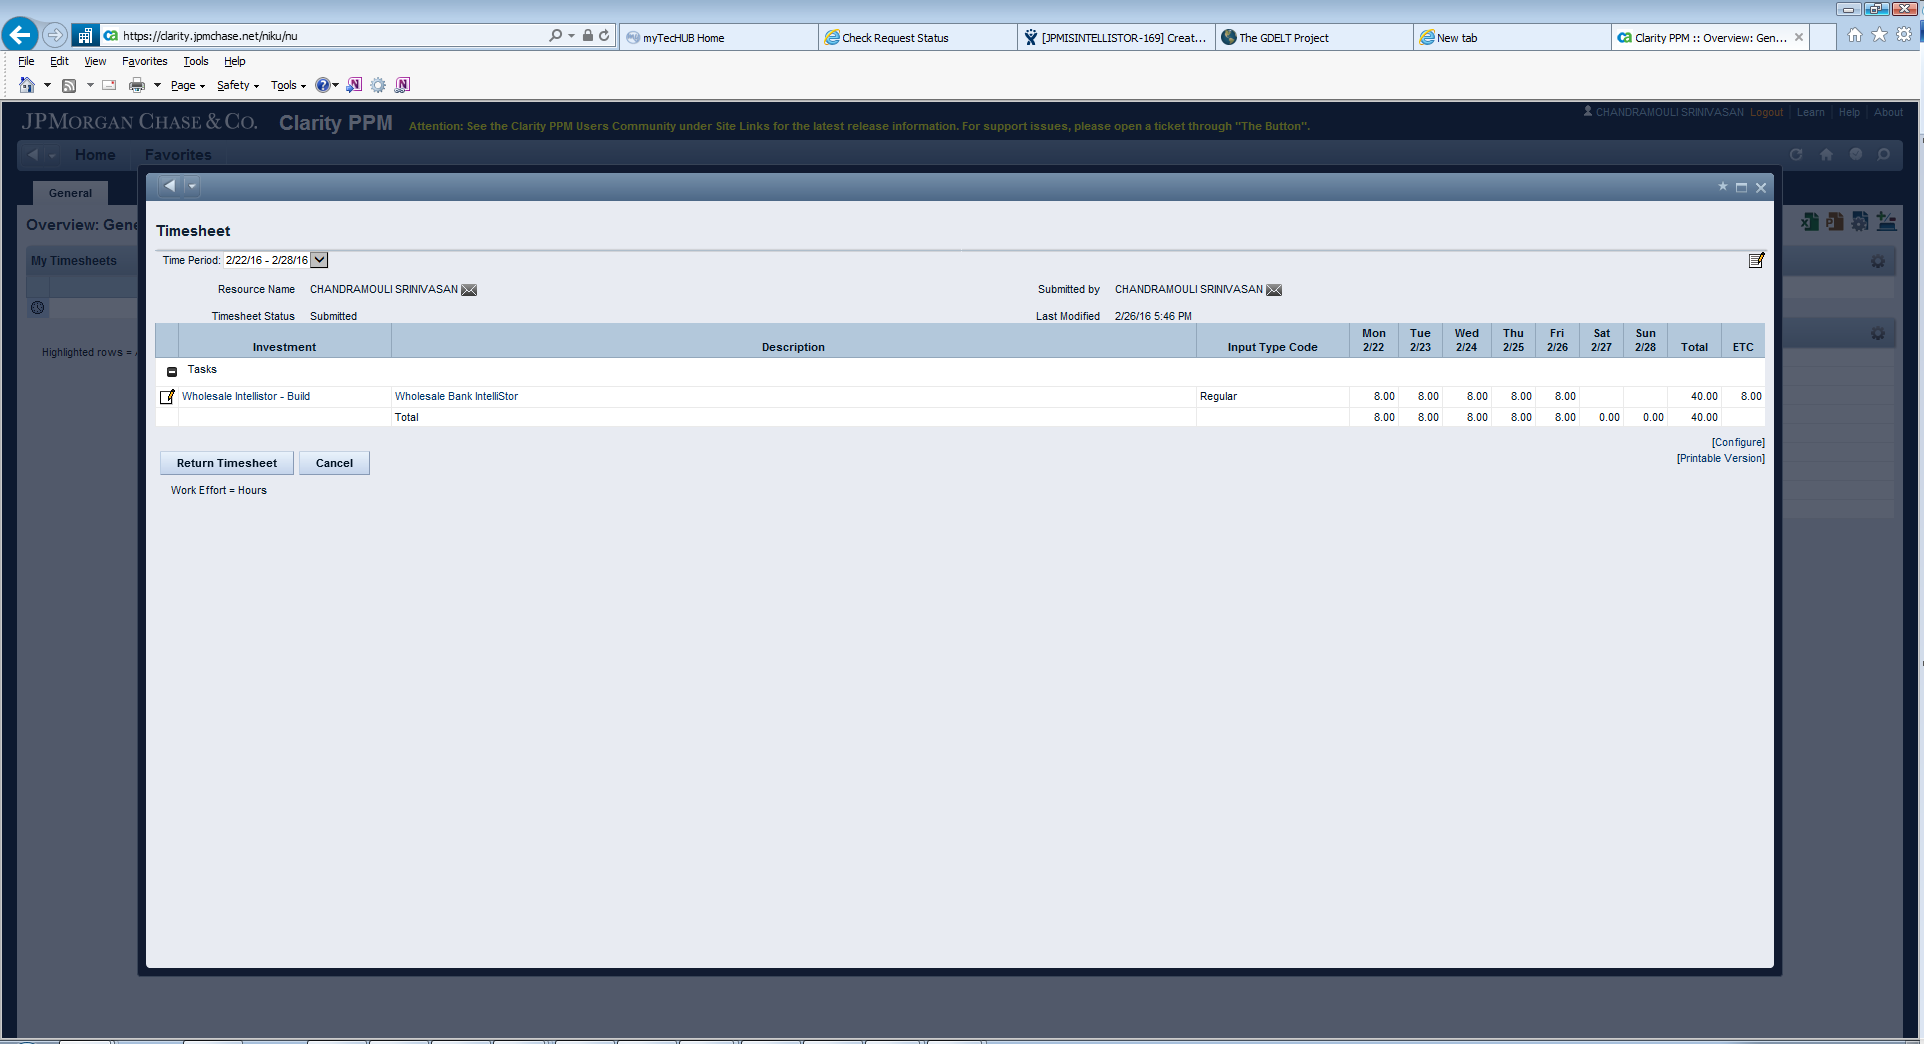 https://clarity.jpmchase.net/niku/nu
myTecHUB Home
Check Request Status
[JPMISINTELLISTOR-169] Creat...
The GDELT Project
New tab
Clarity PPM :: Overview: Gen...
File Edit View Favorites Tools Help
Page Safety Tools
JPMORGAN CHASE & CO. Clarity PPM Attention: See the Clarity PPM Users Community under Site Links for the latest release information. For support issues, please open a ticket through "The Button".
CHANDRAMOULI SRINIVASAN Logout Learn Help About
Home Favorites
General
Overview: Gene
My Timesheets
Highlighted rows =
Timesheet
Time Period: 2/22/16 - 2/28/16
Resource Name CHANDRAMOULI SRINIVASAN Submitted by CHANDRAMOULI SRINIVASAN
Timesheet Status Submitted Last Modified 2/26/16 5:46 PM
Mon Tue Wed Thu Fri Sat Sun
Investment Description Input Type Code 2/22 2/23 2/24 2/25 2/26 2/27 2/28 Total ETC
Tasks
Wholesale Intellistor - Build Wholesale Bank IntelliStor Regular 8.00 8.00 8.00 8.00 8.00 40.00 8.00
Total 8.00 8.00 8.00 8.00 8.00 0.00 0.00 40.00
[Configure]
[Printable Version]
Return Timesheet Cancel
Work Effort = Hours